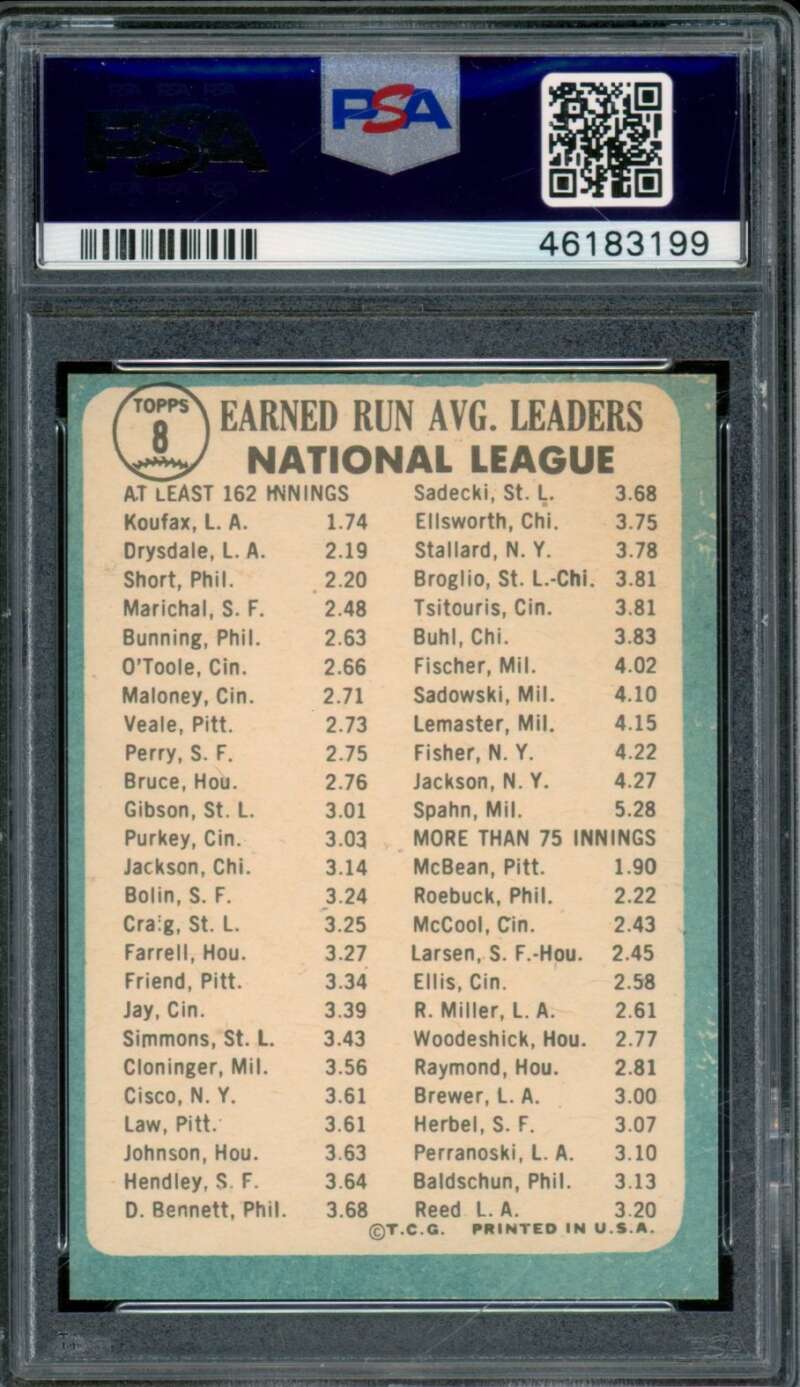 PSA
PSA
46183199
TOPPS
8
EARNED RUN AVG. LEADERS
NATIONAL LEAGUE
AT LEAST 162 INNINGS
Koufax, L. A. 1.74
Drysdale, L. A. 2.19
Short, Phil. 2.20
Marichal, S. F. 2.48
Bunning, Phil. 2.63
O'Toole, Cin. 2.66
Maloney, Cin. 2.71
Veale, Pitt. 2.73
Perry, S. F. 2.75
Bruce, Hou. 2.76
Gibson, St. L. 3.01
Purkey, Cin. 3.03
Jackson, Chi. 3.14
Bolin, S. F. 3.24
Craig, St. L. 3.25
Farrell, Hou. 3.27
Friend, Pitt. 3.34
Jay, Cin. 3.39
Simmons, St. L. 3.43
Cloninger, Mil. 3.56
Cisco, N. Y. 3.61
Law, Pitt. 3.61
Johnson, Hou. 3.63
Hendley, S. F. 3.64
D. Bennett, Phil. 3.68
Sadecki, St. L. 3.68
Ellsworth, Chi. 3.75
Stallard, N. Y. 3.78
Broglio, St. L.-Chi. 3.81
Tsitouris, Cin. 3.81
Buhl, Chi. 3.83
Fischer, Mil. 4.02
Sadowski, Mil. 4.10
Lemaster, Mil. 4.15
Fisher, N. Y. 4.22
Jackson, N. Y. 4.27
Spahn, Mil. 5.28
MORE THAN 75 INNINGS
McBean, Pitt. 1.90
Roebuck, Phil. 2.22
McCool, Cin. 2.43
Larsen, S. F.-Hou. 2.45
Ellis, Cin. 2.58
R. Miller, L. A. 2.61
Woodeshick, Hou. 2.77
Raymond, Hou. 2.81
Brewer, L. A. 3.00
Herbel, S. F. 3.07
Perranoski, L. A. 3.10
Baldschun, Phil. 3.13
Reed L. A. 3.20
©T.C.G. PRINTED IN U.S.A.